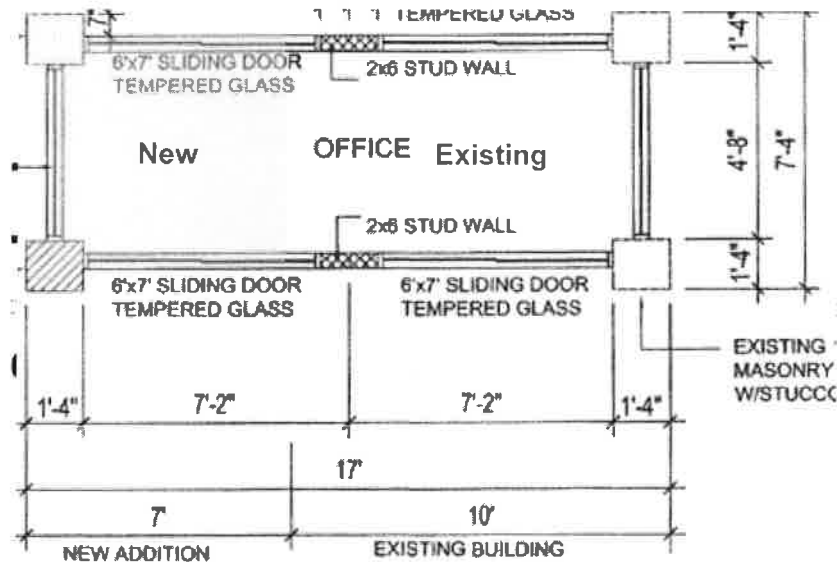 7"
TEMPERED GLASS
1'-4"
6'x7' SLIDING DOOR
TEMPERED GLASS
2x6 STUD WALL
New
OFFICE
Existing
4'-8"
7'-4"
2x6 STUD WALL
1'-4"
6'x7' SLIDING DOOR
TEMPERED GLASS
6'x7' SLIDING DOOR
TEMPERED GLASS
EXISTING
MASONRY
1'-4"
7'-2"
7'-2"
1'-4"
17'
7'
10'
NEW ADDITION
EXISTING BUILDING